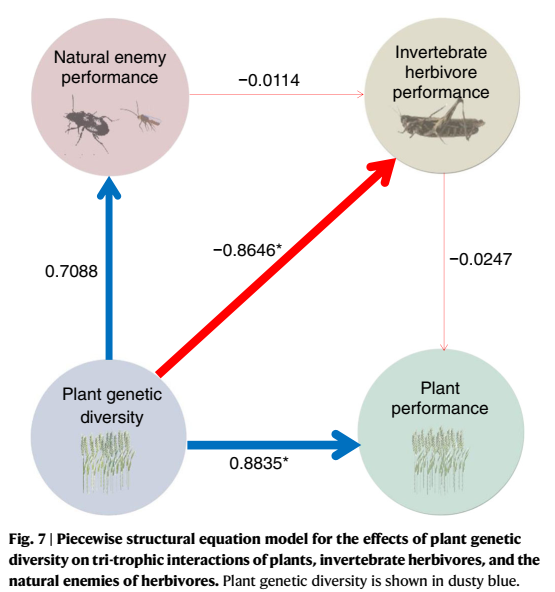 Natural enemy
performance
Invertebrate
herbivore
performance
−0.0114
−0.8646*
0.7088
−0.0247
Plant genetic
diversity
Plant
performance
0.8835*
Fig. 7 | Piecewise structural equation model for the effects of plant genetic
diversity on tri-trophic interactions of plants, invertebrate herbivores, and the
natural enemies of herbivores. Plant genetic diversity is shown in dusty blue.